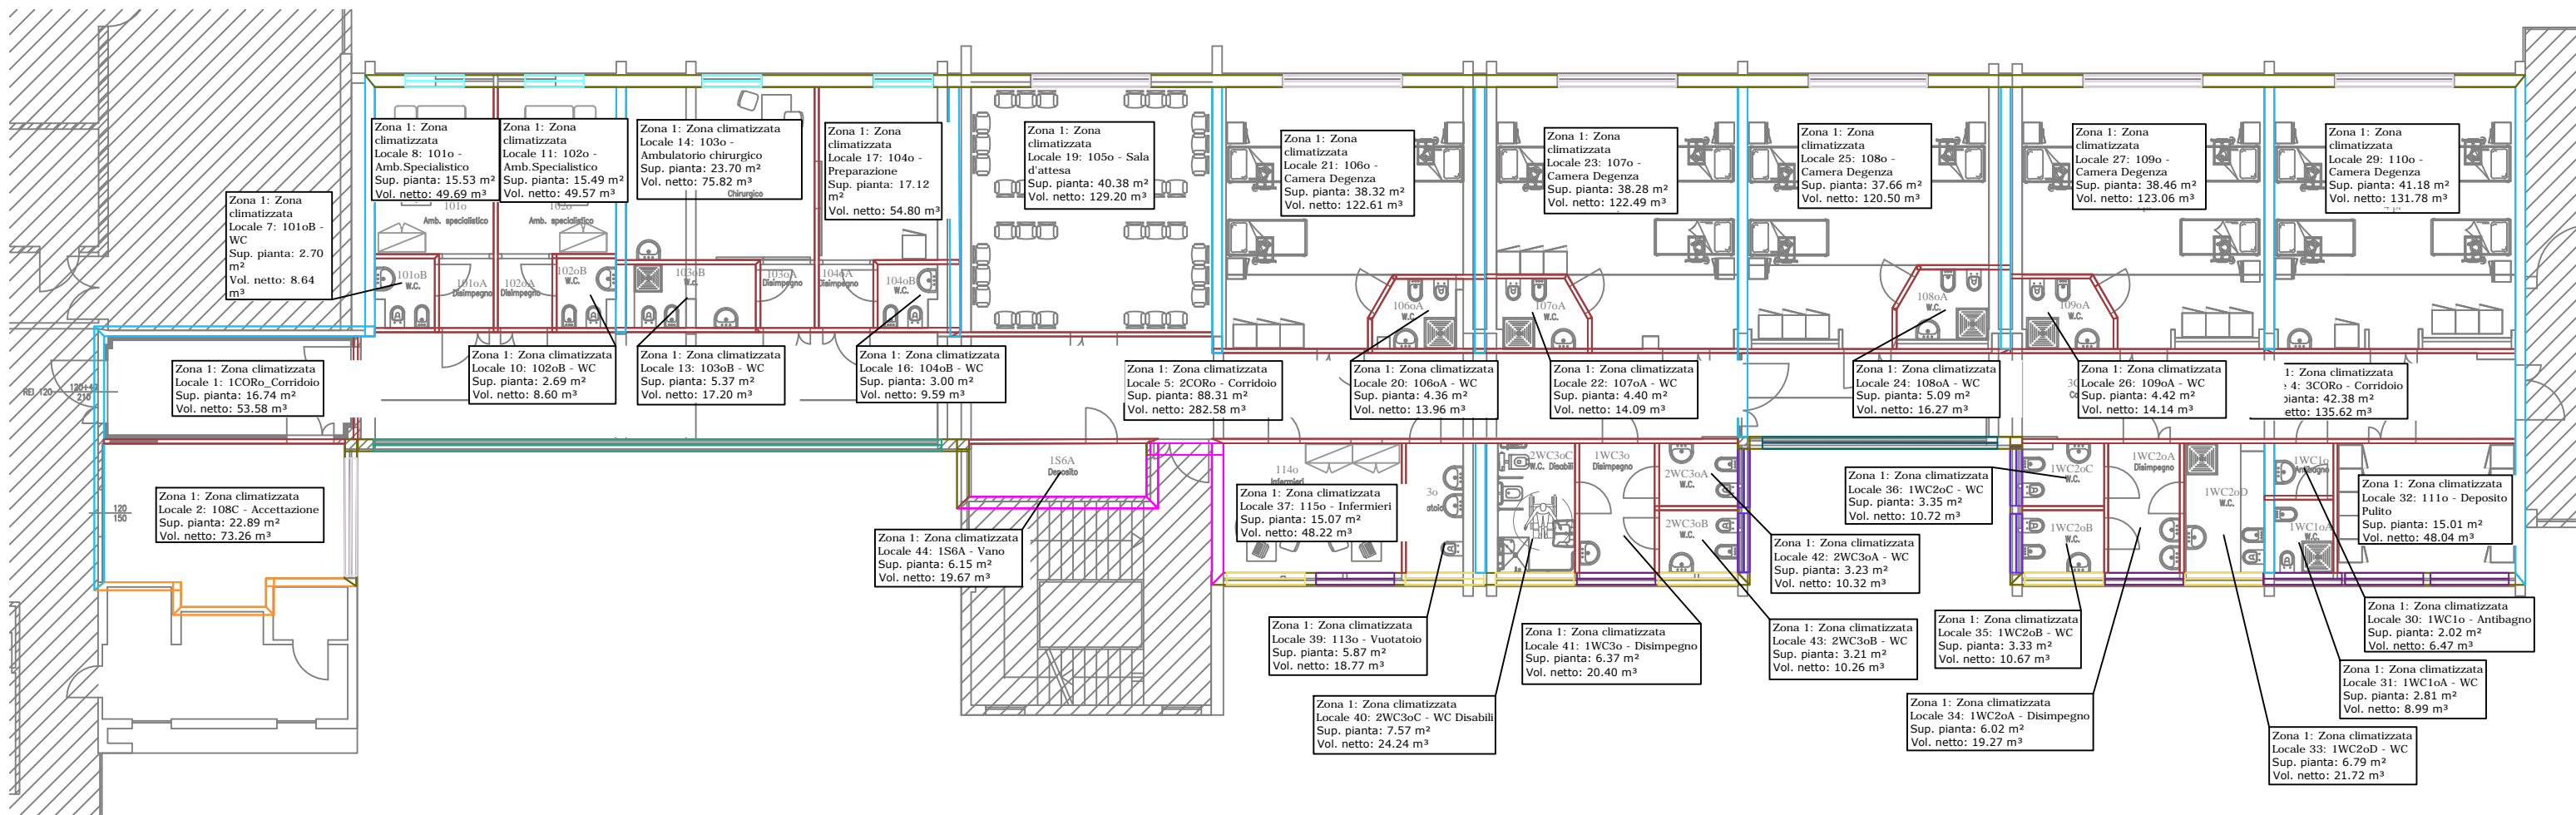 Zona 1: Zona
climatizzata
Locale 8: 101o -
Amb.Specialistico
Sup. pianta: 15.53 m²
Vol. netto: 49.69 m³
Zona 1: Zona
climatizzata
Locale 11: 102o -
Amb.Specialistico
Sup. pianta: 15.49 m²
Vol. netto: 49.57 m³
Zona 1: Zona climatizzata
Locale 14: 103o -
Ambulatorio chirurgico
Sup. pianta: 23.70 m²
Vol. netto: 75.82 m³
Chirurgico
Zona 1: Zona
climatizzata
Locale 17: 104o -
Preparazione
Sup. pianta: 17.12
m²
Vol. netto: 54.80 m³
Zona 1: Zona
climatizzata
Locale 19: 105o - Sala
d'attesa
Sup. pianta: 40.38 m²
Vol. netto: 129.20 m³
Zona 1: Zona
climatizzata
Locale 21: 106o -
Camera Degenza
Sup. pianta: 38.32 m²
Vol. netto: 122.61 m³
Zona 1: Zona
climatizzata
Locale 23: 107o -
Camera Degenza
Sup. pianta: 38.28 m²
Vol. netto: 122.49 m³
Zona 1: Zona
climatizzata
Locale 25: 108o -
Camera Degenza
Sup. pianta: 37.66 m²
Vol. netto: 120.50 m³
Zona 1: Zona
climatizzata
Locale 27: 109o -
Camera Degenza
Sup. pianta: 38.46 m²
Vol. netto: 123.06 m³
Zona 1: Zona
climatizzata
Locale 29: 110o -
Camera Degenza
Sup. pianta: 41.18 m²
Vol. netto: 131.78 m³
Zona 1: Zona
climatizzata
Locale 7: 101oB -
WC
Sup. pianta: 2.70
m²
Vol. netto: 8.64
m³
101o
Amb. specialistico
102o
Amb. specialistico
101oB
W.C.
101oA
Disimpegno
102oA
Disimpegno
102oB
W.C.
103oB
W.c.
103oA
Disimpegno
104oA
Disimpegno
104oB
W.C.
106oA
W.C.
107oA
W.C.
108oA
W.C.
109oA
W.C.
Zona 1: Zona climatizzata
Locale 1: 1CORo_Corridoio
Sup. pianta: 16.74 m²
Vol. netto: 53.58 m³
REI 120
120+40
210
Zona 1: Zona climatizzata
Locale 10: 102oB - WC
Sup. pianta: 2.69 m²
Vol. netto: 8.60 m³
Zona 1: Zona climatizzata
Locale 13: 103oB - WC
Sup. pianta: 5.37 m²
Vol. netto: 17.20 m³
Zona 1: Zona climatizzata
Locale 16: 104oB - WC
Sup. pianta: 3.00 m²
Vol. netto: 9.59 m³
Zona 1: Zona climatizzata
Locale 5: 2CORo - Corridoio
Sup. pianta: 88.31 m²
Vol. netto: 282.58 m³
Zona 1: Zona climatizzata
Locale 20: 106oA - WC
Sup. pianta: 4.36 m²
Vol. netto: 13.96 m³
Zona 1: Zona climatizzata
Locale 22: 107oA - WC
Sup. pianta: 4.40 m²
Vol. netto: 14.09 m³
Zona 1: Zona climatizzata
Locale 24: 108oA - WC
Sup. pianta: 5.09 m²
Vol. netto: 16.27 m³
Zona 1: Zona climatizzata
Locale 26: 109oA - WC
Sup. pianta: 4.42 m²
Vol. netto: 14.14 m³
1: Zona climatizzata
4: 3CORo - Corridoio
pianta: 42.38 m²
netto: 135.62 m³
Zona 1: Zona climatizzata
Locale 2: 108C - Accettazione
Sup. pianta: 22.89 m²
Vol. netto: 73.26 m³
120
150
1S6A
Deposito
114o
Infermieri
Zona 1: Zona climatizzata
Locale 37: 115o - Infermieri
Sup. pianta: 15.07 m²
Vol. netto: 48.22 m³
2WC3oC
W.C. Disabili
1WC3o
Disimpegno
2WC3oA
W.C.
2WC3oB
W.C.
Zona 1: Zona climatizzata
Locale 36: 1WC2oC - WC
Sup. pianta: 3.35 m²
Vol. netto: 10.72 m³
1WC2oC
W.C.
1WC2oA
Disimpegno
1WC2oB
W.C.
1WC2oD
W.C.
1WC1o
Antibagno
1WC1oA
W.C.
Zona 1: Zona climatizzata
Locale 32: 111o - Deposito
Pulito
Sup. pianta: 15.01 m²
Vol. netto: 48.04 m³
Zona 1: Zona climatizzata
Locale 44: 1S6A - Vano
Sup. pianta: 6.15 m²
Vol. netto: 19.67 m³
Zona 1: Zona climatizzata
Locale 42: 2WC3oA - WC
Sup. pianta: 3.23 m²
Vol. netto: 10.32 m³
Zona 1: Zona climatizzata
Locale 39: 113o - Vuotatoio
Sup. pianta: 5.87 m²
Vol. netto: 18.77 m³
Zona 1: Zona climatizzata
Locale 41: 1WC3o - Disimpegno
Sup. pianta: 6.37 m²
Vol. netto: 20.40 m³
Zona 1: Zona climatizzata
Locale 43: 2WC3oB - WC
Sup. pianta: 3.21 m²
Vol. netto: 10.26 m³
Zona 1: Zona climatizzata
Locale 35: 1WC2oB - WC
Sup. pianta: 3.33 m²
Vol. netto: 10.67 m³
Zona 1: Zona climatizzata
Locale 30: 1WC1o - Antibagno
Sup. pianta: 2.02 m²
Vol. netto: 6.47 m³
Zona 1: Zona climatizzata
Locale 31: 1WC1oA - WC
Sup. pianta: 2.81 m²
Vol. netto: 8.99 m³
Zona 1: Zona climatizzata
Locale 40: 2WC3oC - WC Disabili
Sup. pianta: 7.57 m²
Vol. netto: 24.24 m³
Zona 1: Zona climatizzata
Locale 34: 1WC2oA - Disimpegno
Sup. pianta: 6.02 m²
Vol. netto: 19.27 m³
Zona 1: Zona climatizzata
Locale 33: 1WC2oD - WC
Sup. pianta: 6.79 m²
Vol. netto: 21.72 m³